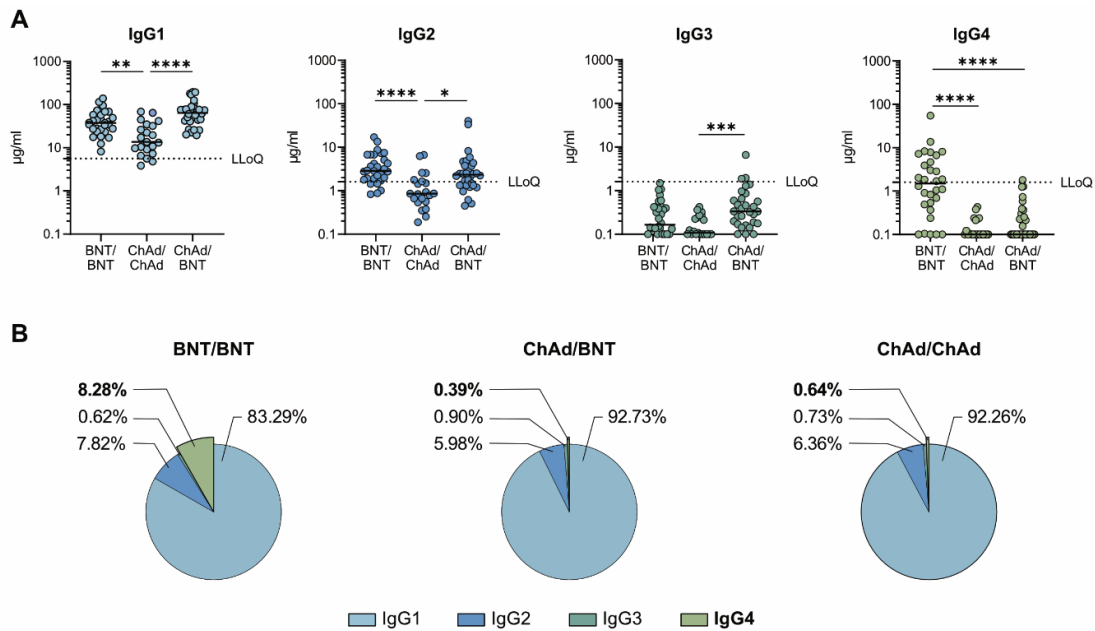 A
IgG1
IgG2
IgG3
IgG4
1000
100
10
1
0.1
µg/ml
** ****
LLoQ
BNT/
BNT
ChAd/
ChAd
ChAd/
BNT
1000
100
10
1
0.1
µg/ml
**** *
LLoQ
BNT/
BNT
ChAd/
ChAd
ChAd/
BNT
1000
100
10
1
0.1
µg/ml
***
LLoQ
BNT/
BNT
ChAd/
ChAd
ChAd/
BNT
1000
100
10
1
0.1
µg/ml
****
****
LLoQ
BNT/
BNT
ChAd/
ChAd
ChAd/
BNT
B
BNT/BNT
8.28%
0.62%
7.82%
83.29%
ChAd/BNT
0.39%
0.90%
5.98%
92.73%
ChAd/ChAd
0.64%
0.73%
6.36%
92.26%
IgG1 IgG2 IgG3 IgG4